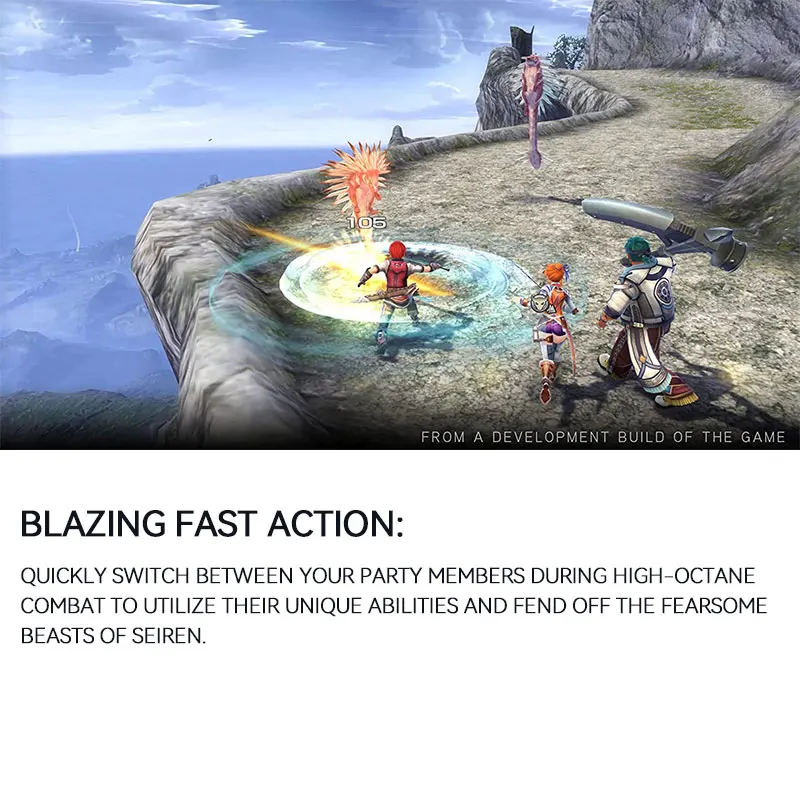 105
FROM A DEVELOPMENT BUILD OF THE GAME
BLAZING FAST ACTION:
QUICKLY SWITCH BETWEEN YOUR PARTY MEMBERS DURING HIGH-OCTANE
COMBAT TO UTILIZE THEIR UNIQUE ABILITIES AND FEND OFF THE FEARSOME
BEASTS OF SEIREN.